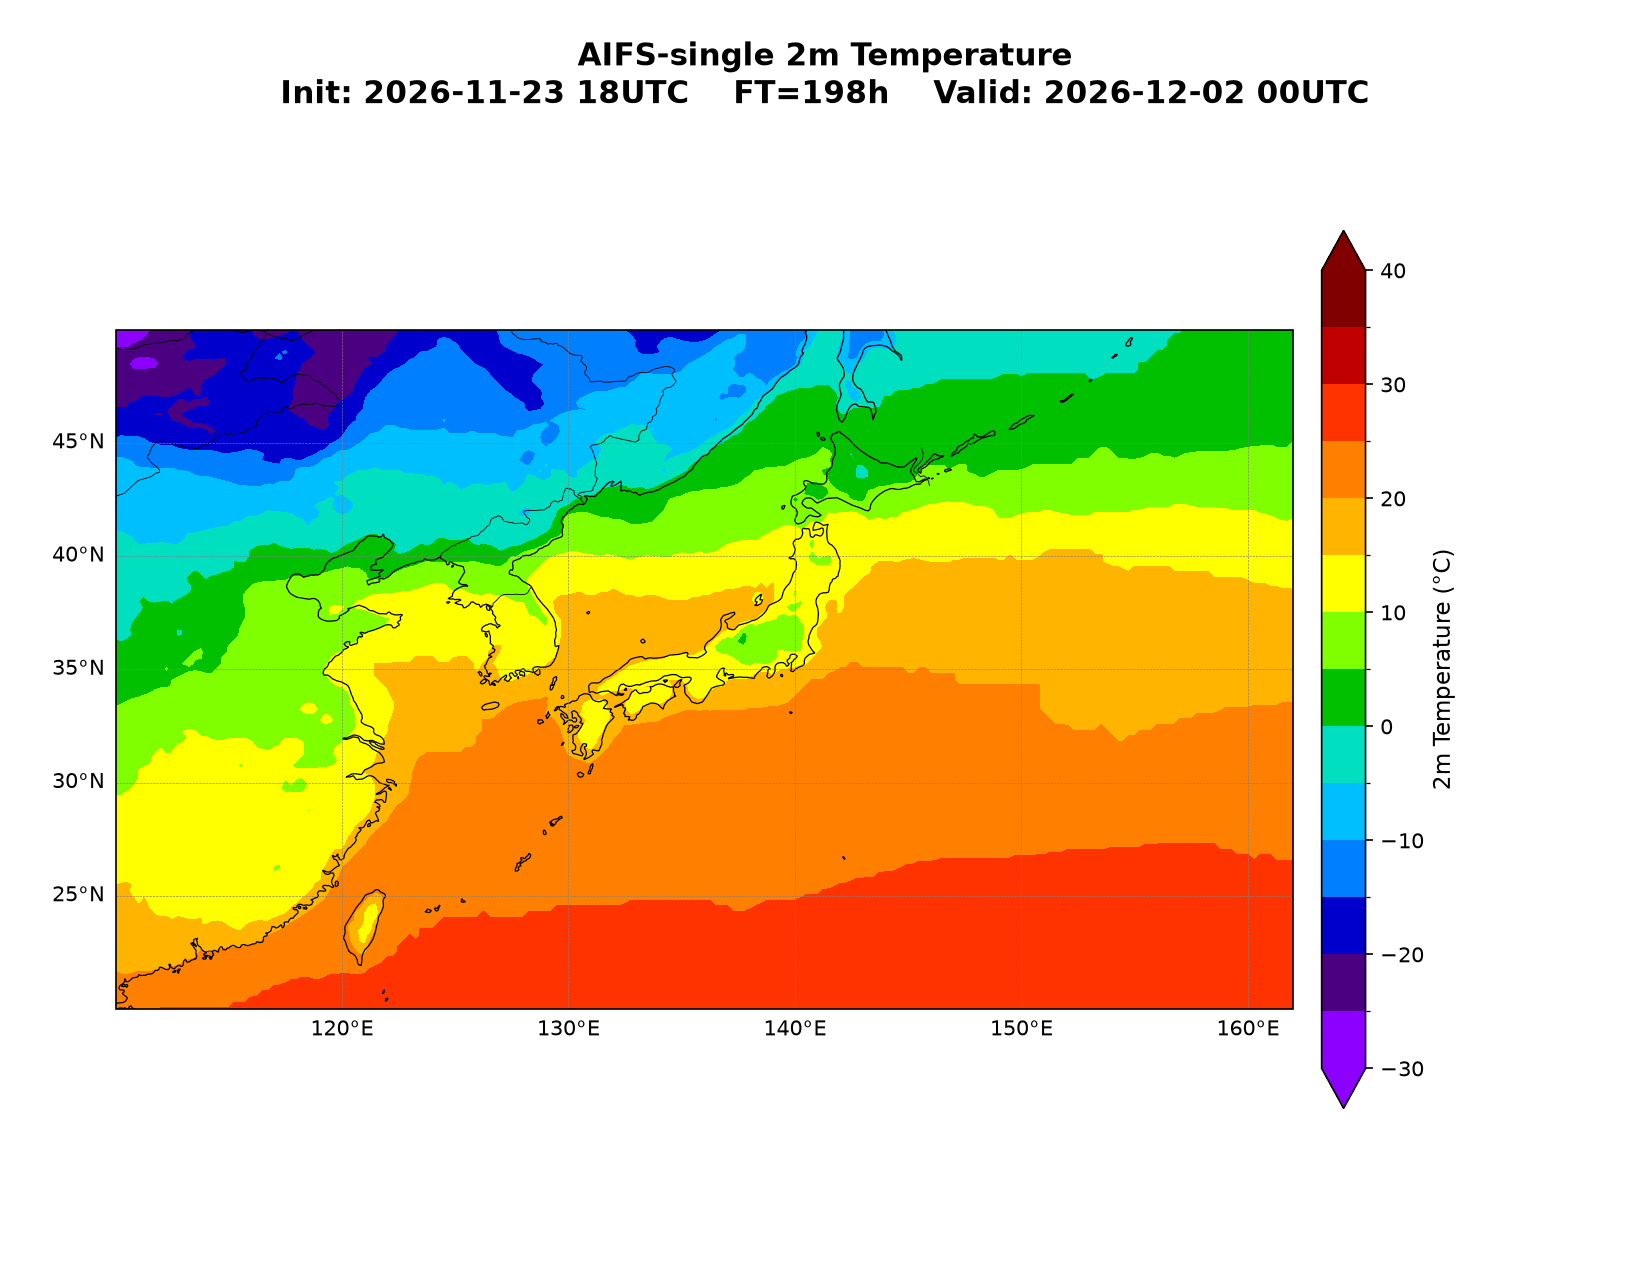 AIFS-single 2m Temperature
Init: 2026-11-23 18UTC    FT=198h    Valid: 2026-12-02 00UTC
45°N
40°N
35°N
30°N
25°N
120°E
130°E
140°E
150°E
160°E
40
30
20
10
0
−10
−20
−30
2m Temperature (°C)